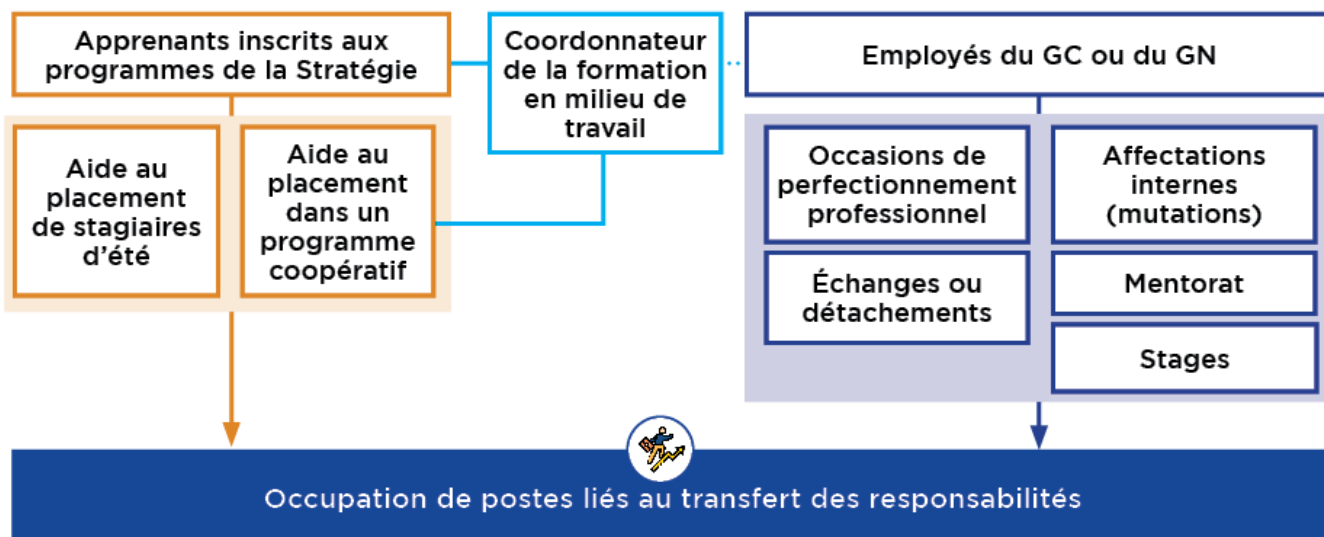 Apprenants inscrits aux
programmes de la Stratégie
Coordonnateur
de la formation
en milieu de
travail
Employés du GC ou du GN
Aide au
placement
de stagiaires
d'été
Aide au
placement
dans un
programme
coopératif
Occasions de
perfectionnement
professionnel
Affectations
internes
(mutations)
Échanges ou
détachements
Mentorat
Stages
Occupation de postes liés au transfert des responsabilités